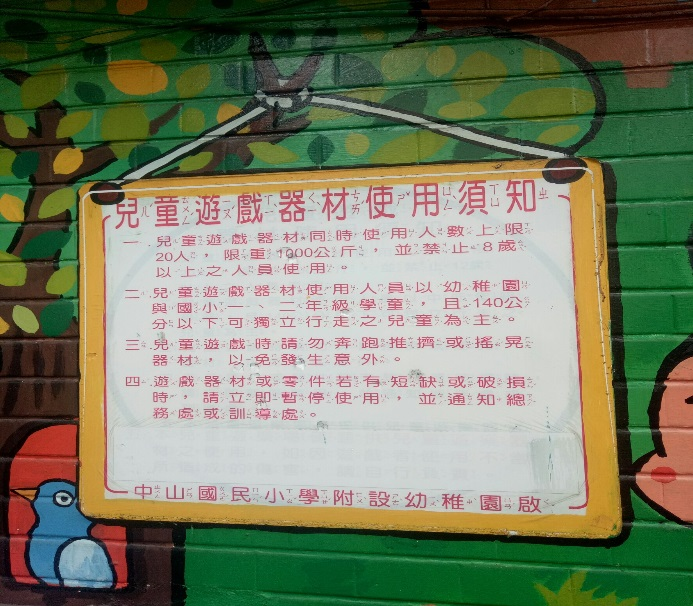 兒童遊戲器材使用須知
一.兒童遊戲器材同時使用人數上限
20人，限重1000公斤，並禁止8歲
以上之人員使用。
二.兒童遊戲器材使用人員以幼稚園
與國小一、二年級學童，且140公
分以下可獨立行走之兒童為主。
三.兒童遊戲時請勿奔跑推擠或搖晃
器材，以免發生意外。
四.遊戲器材或零件若有短缺或破損
時，請立即暫停使用，並通知總
務處或訓導處。
中山國民小學附設幼稚園啟